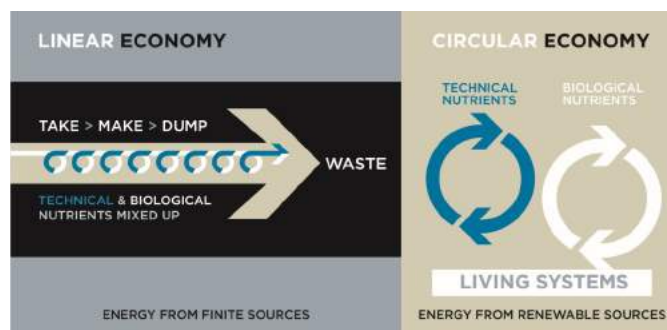 LINEAR ECONOMY
TAKE > MAKE > DUMP
WASTE
TECHNICAL & BIOLOGICAL
NUTRIENTS MIXED UP
ENERGY FROM FINITE SOURCES
CIRCULAR ECONOMY
TECHNICAL
NUTRIENTS
BIOLOGICAL
NUTRIENTS
LIVING SYSTEMS
ENERGY FROM RENEWABLE SOURCES